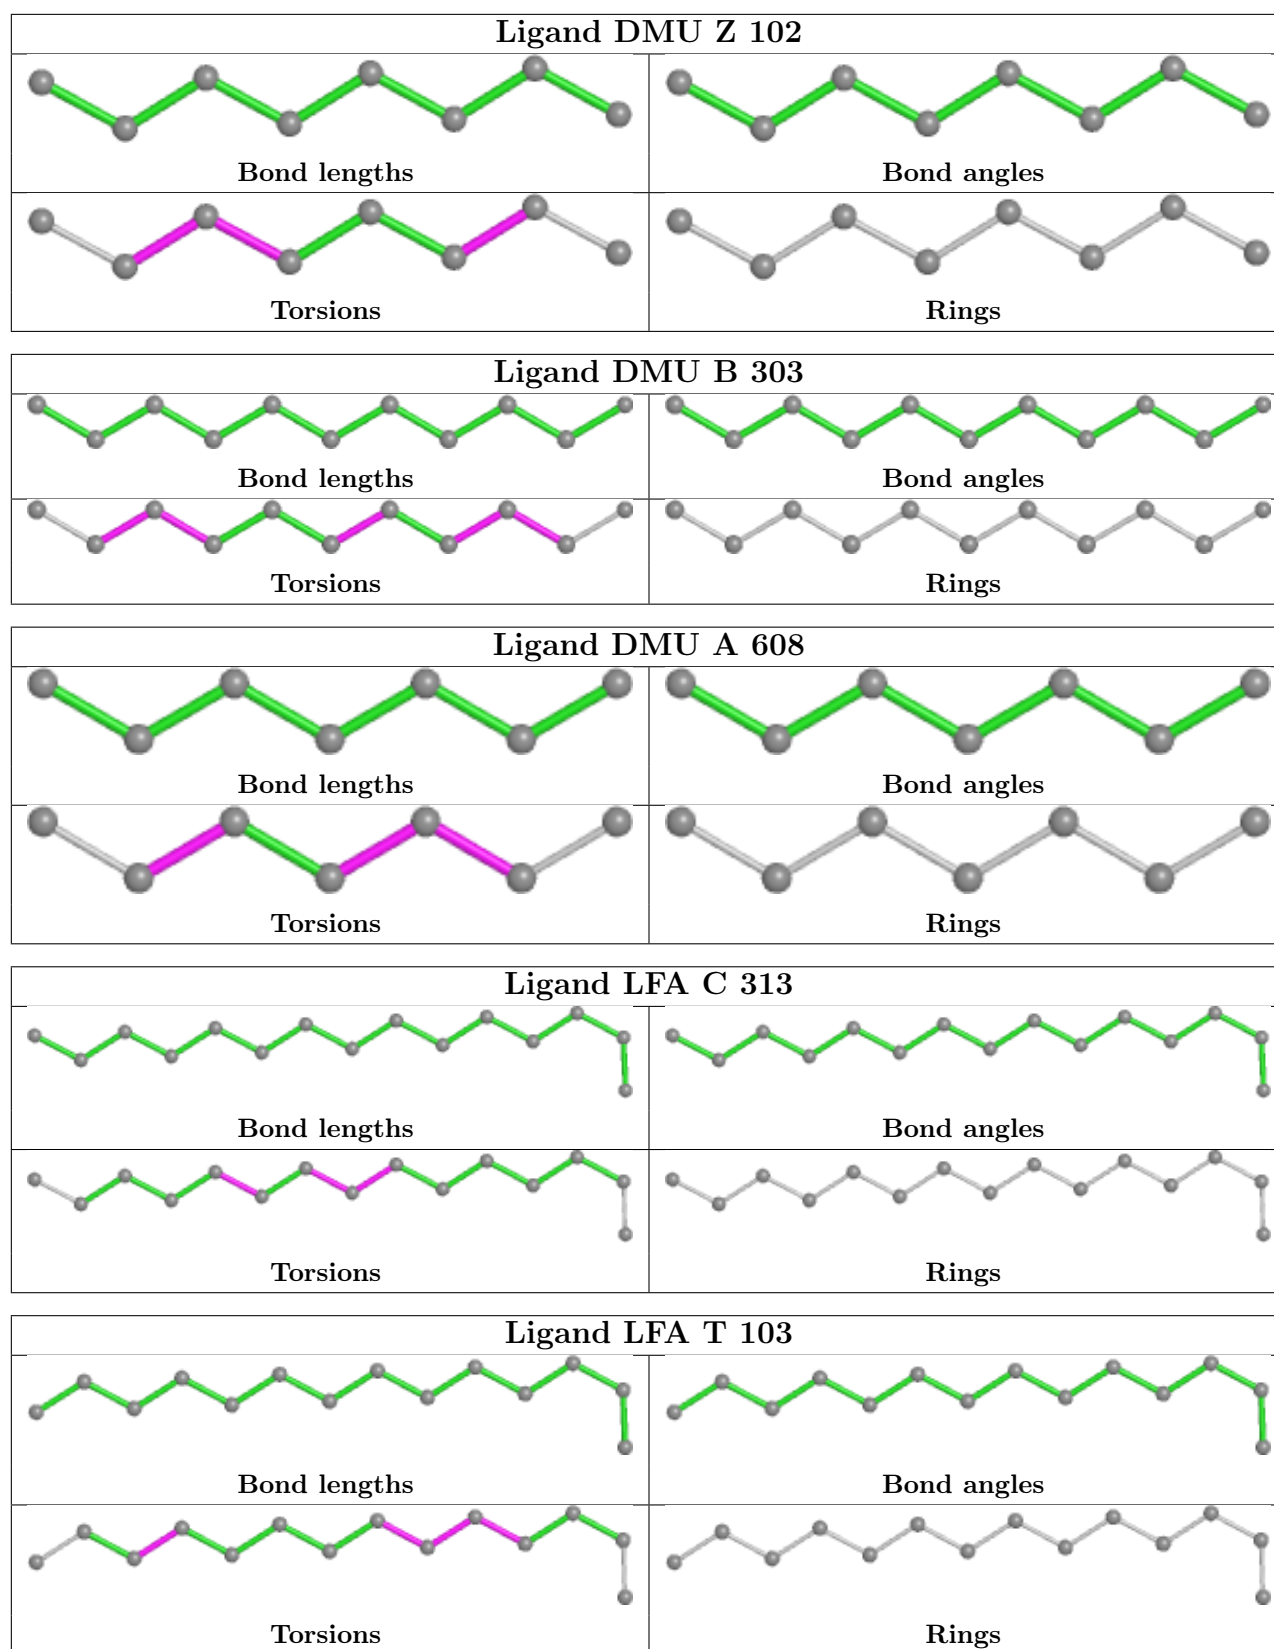 Ligand DMU Z 102
Bond lengths Bond angles
Torsions Rings
Ligand DMU B 303
Bond lengths Bond angles
Torsions Rings
Ligand DMU A 608
Bond lengths Bond angles
Torsions Rings
Ligand LFA C 313
Bond lengths Bond angles
Torsions Rings
Ligand LFA T 103
Bond lengths Bond angles
Torsions Rings